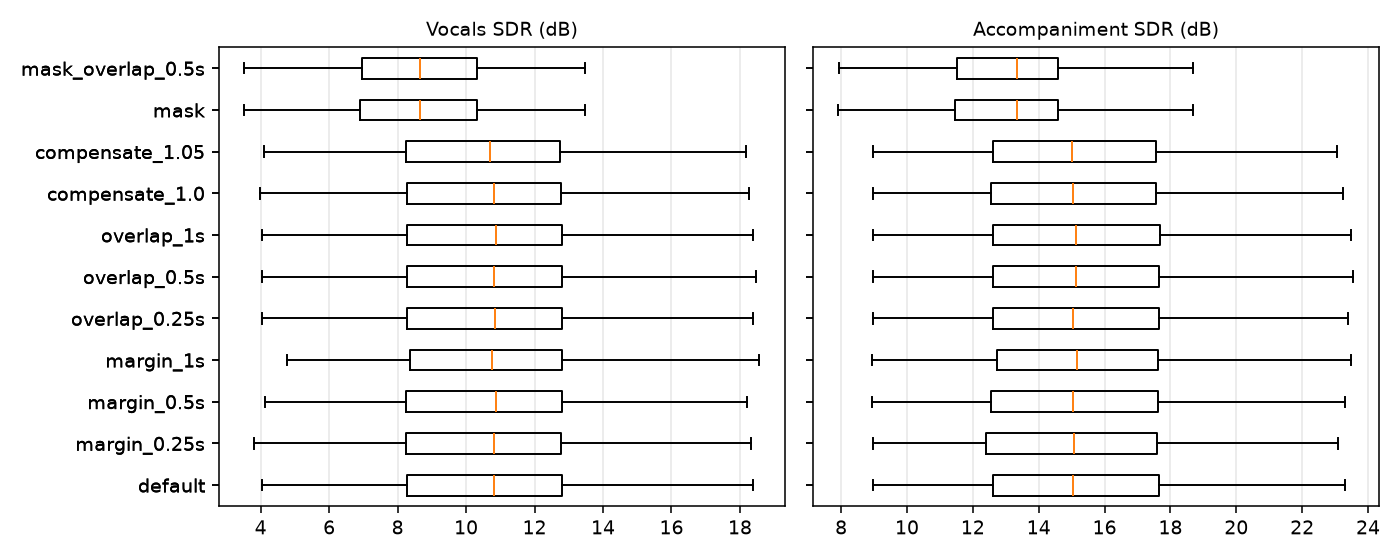 Vocals SDR (dB)
Accompaniment SDR (dB)
mask_overlap_0.5s
mask
compensate_1.05
compensate_1.0
overlap_1s
overlap_0.5s
overlap_0.25s
margin_1s
margin_0.5s
margin_0.25s
default
4 6 8 10 12 14 16 18
8 10 12 14 16 18 20 22 24